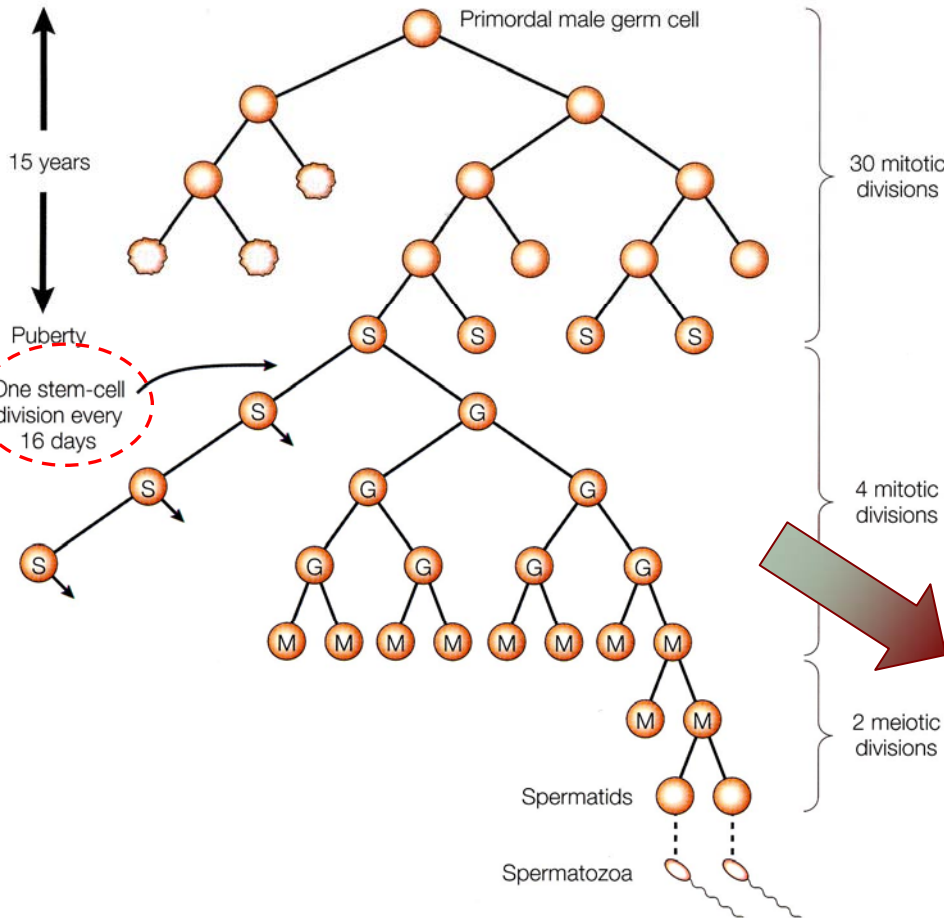 Primordal male germ cell
15 years
30 mitotic
divisions
Puberty
S
S
S
S
One stem-cell
division every
16 days
S
G
S
G
G
4 mitotic
divisions
S
G
G
G
G
M
M
M
M
M
M
M
M
M
M
2 meiotic
divisions
Spermatids
Spermatozoa